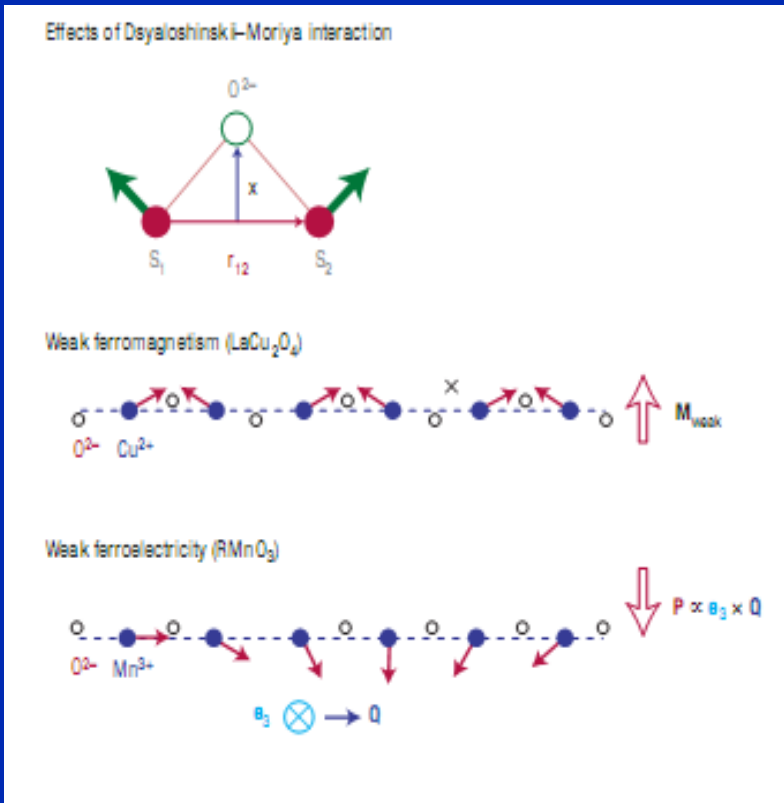 Effects of Dsyaloshinskii–Moriya interaction
O²⁻
x
S₁ r₁₂ S₂
Weak ferromagnetism (LaCu₂O₄)
x
M_weak
O²⁻ Cu²⁺
Weak ferroelectricity (RMnO₃)
P ∝ e₃ × Q
O²⁻ Mn³⁺
e₃ Q